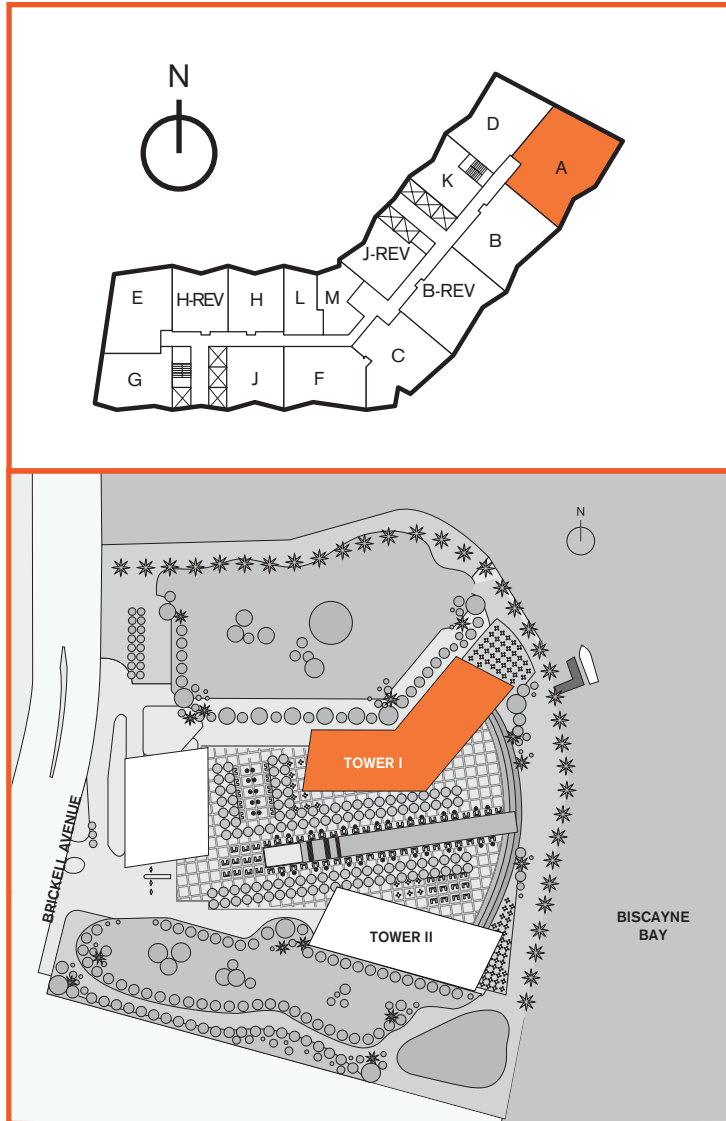 N
D
A
K
B
J-REV
B-REV
E
H-REV
H
L
M
C
G
J
F
N
TOWER I
BRICKELL AVENUE
TOWER II
BISCAYNE
BAY